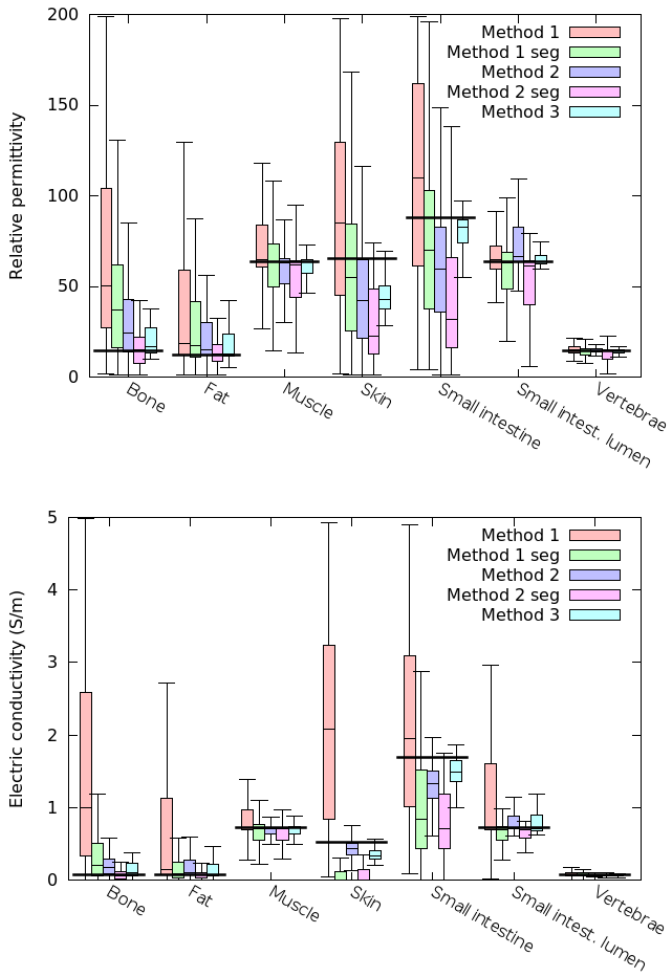 200
150
100
50
0
Relative permittivity
Method 1
Method 1 seg
Method 2
Method 2 seg
Method 3
Bone
Fat
Muscle
Skin
Small intestine
Small intest. lumen
Vertebrae
5
4
3
2
1
0
Electric conductivity (S/m)
Method 1
Method 1 seg
Method 2
Method 2 seg
Method 3
Bone
Fat
Muscle
Skin
Small intestine
Small intest. lumen
Vertebrae